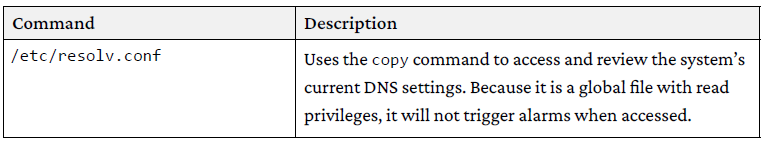 Command Description
/etc/resolv.conf Uses the copy command to access and review the system’s
current DNS settings. Because it is a global file with read
privileges, it will not trigger alarms when accessed.